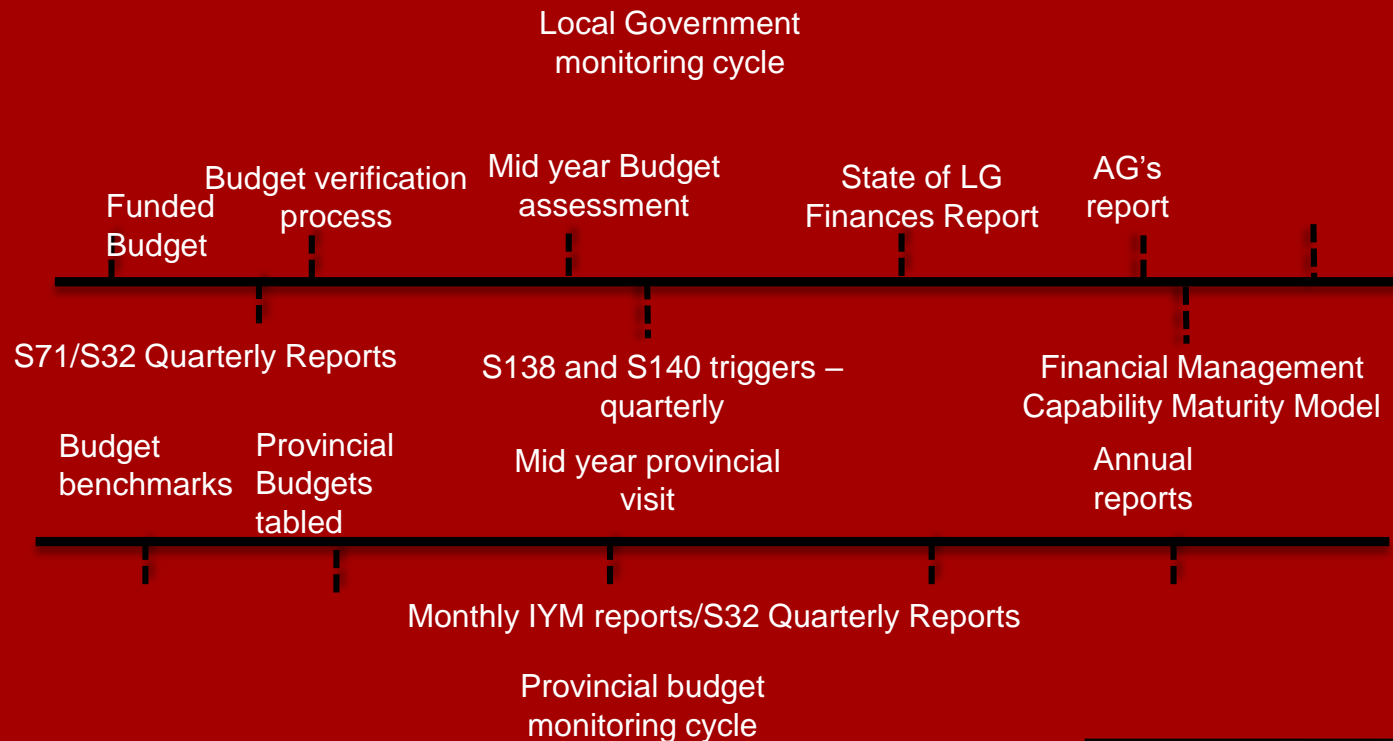 Local Government
monitoring cycle
Funded
Budget
Budget verification
process
Mid year Budget
assessment
State of LG
Finances Report
AG's
report
S71/S32 Quarterly Reports
S138 and S140 triggers –
quarterly
Financial Management
Capability Maturity Model
Budget
benchmarks
Provincial
Budgets
tabled
Mid year provincial
visit
Annual
reports
Monthly IYM reports/S32 Quarterly Reports
Provincial budget
monitoring cycle